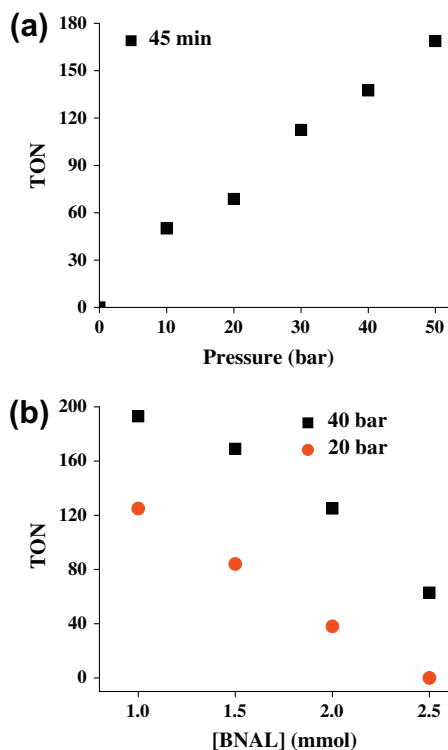 (a)
45 min
180
150
120
90
60
30
0
TON
0 10 20 30 40 50
Pressure (bar)
(b)
40 bar
20 bar
200
160
120
80
40
0
TON
1.0 1.5 2.0 2.5
[BNAL] (mmol)